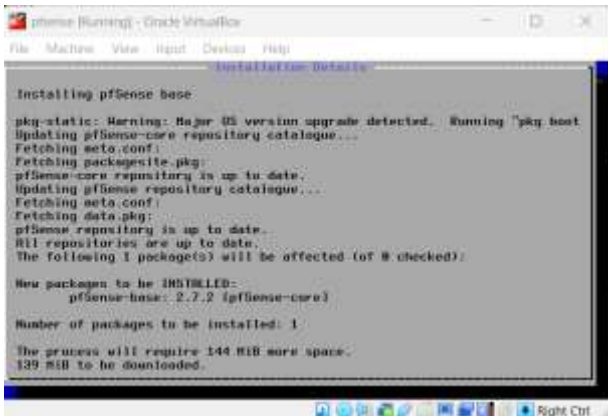 pfsense [Running] - Oracle VirtualBox
File Machine View Input Devices Help
Installation Details
Installing pfSense base
pkg-static: Warning: Major OS version upgrade detected. Running "pkg boot
Updating pfSense-core repository catalogue...
Fetching meta.conf:
Fetching packagesite.pkg:
pfSense-core repository is up to date.
Updating pfSense repository catalogue...
Fetching meta.conf:
Fetching data.pkg:
pfSense repository is up to date.
All repositories are up to date.
The following 1 package(s) will be affected (of 0 checked):
New packages to be INSTALLED:
pfSense-base: 2.7.2 [pfSense-core]
Number of packages to be installed: 1
The process will require 144 MiB more space.
139 MiB to be downloaded.
Right Ctrl